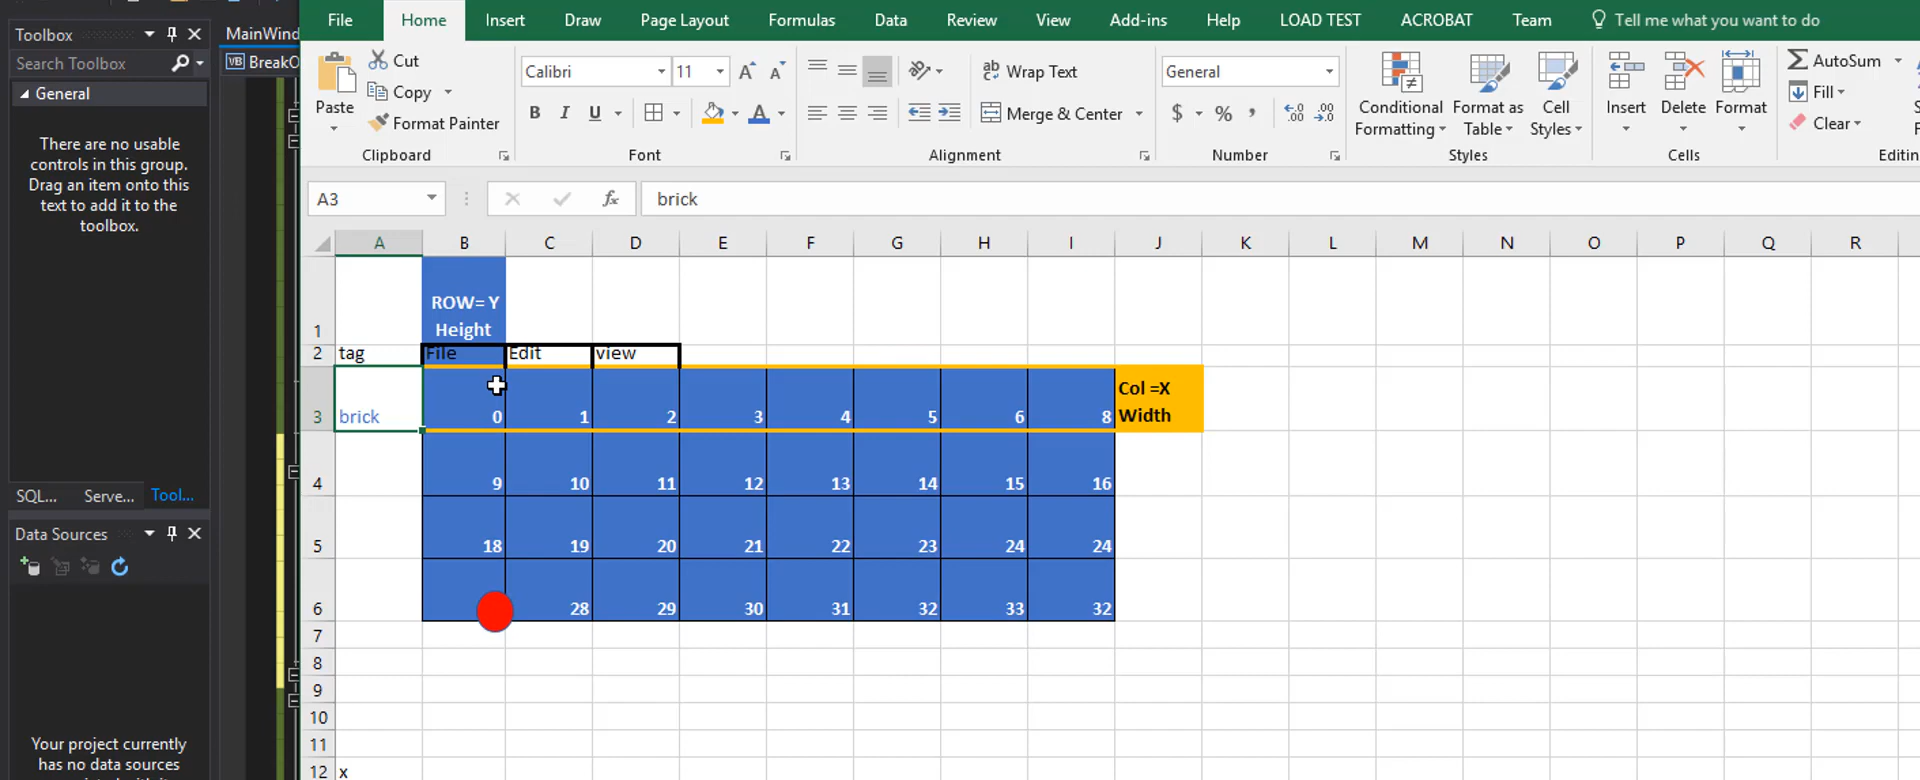 Toolbox
Search Toolbox
General
There are no usable
controls in this group.
Drag an item onto this
text to add it to the
toolbox.
SQL... Serve... Tool...
Data Sources
Your project currently
has no data sources
MainWind
VB BreakO
File Home Insert Draw Page Layout Formulas Data Review View Add-ins Help LOAD TEST ACROBAT Team Tell me what you want to do
Paste
Cut
Copy
Format Painter
Clipboard
Calibri 11 A A
B I U A
Font
ab Wrap Text
Merge & Center
Alignment
General
$ % , .00
Number
Conditional
Formatting
Format as
Table
Cell
Styles
Styles
Insert Delete Format
Cells
AutoSum
Fill
Clear
Editin
A3 fx brick
A B C D E F G H I J K L M N O P Q R
1 ROW= Y
Height
2 tag File Edit view
3 brick 0 1 2 3 4 5 6 8 Col =X
Width
4 9 10 11 12 13 14 15 16
5 18 19 20 21 22 23 24 24
6 28 29 30 31 32 33 32
7
8
9
10
11
12 x